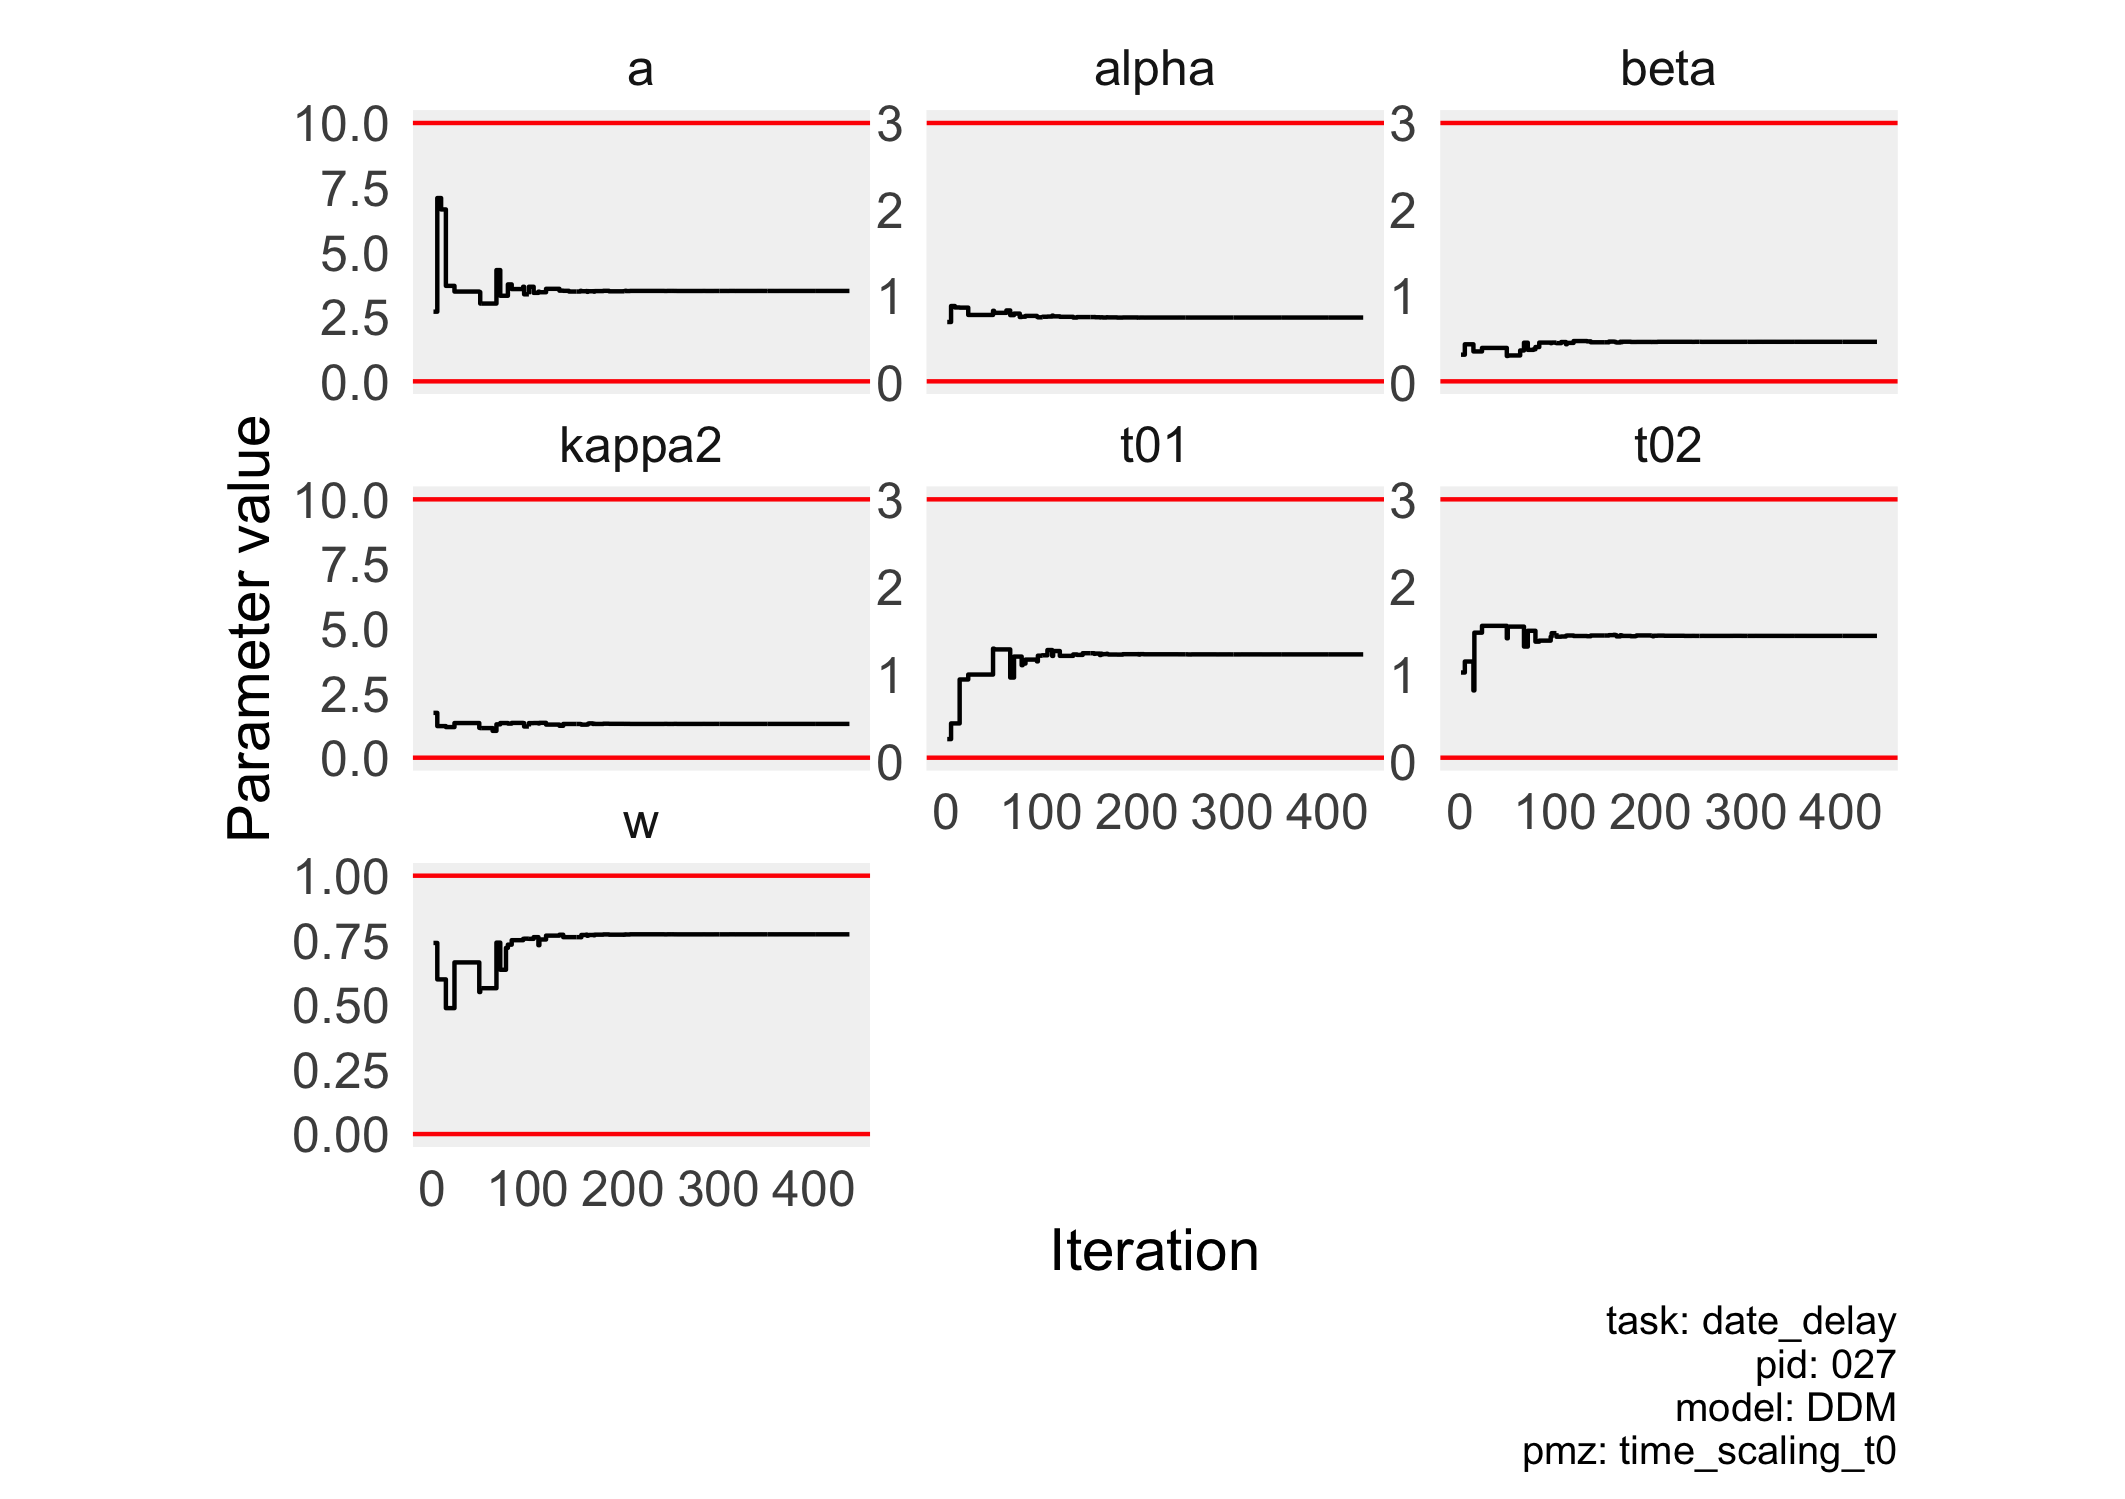 a
alpha
beta
10.0
7.5
5.0
2.5
0.0
3
2
1
0
3
2
1
0
kappa2
t01
t02
10.0
7.5
5.0
2.5
0.0
3
2
1
0
3
2
1
0
0 100 200 300 400
0 100 200 300 400
w
1.00
0.75
0.50
0.25
0.00
0 100 200 300 400
Parameter value
Iteration
task: date_delay
pid: 027
model: DDM
pmz: time_scaling_t0